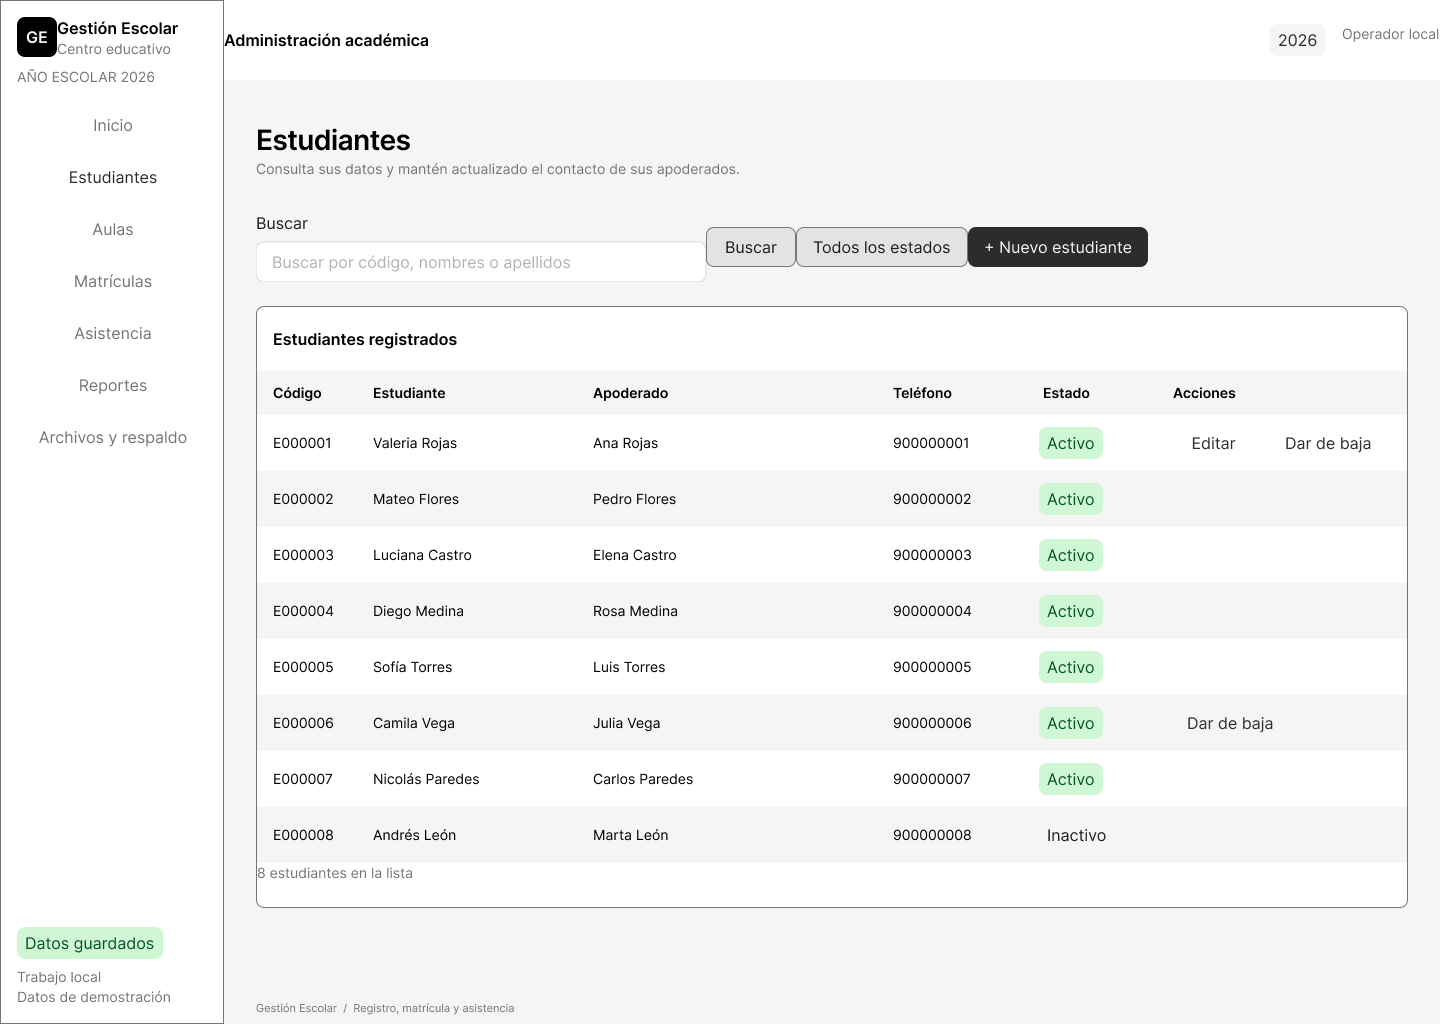 GE
Gestión Escolar
Centro educativo
AÑO ESCOLAR 2026
Inicio
Estudiantes
Aulas
Matrículas
Asistencia
Reportes
Archivos y respaldo
Datos guardados
Trabajo local
Datos de demostración
Administración académica
2026
Operador local
Estudiantes
Consulta sus datos y mantén actualizado el contacto de sus apoderados.
Buscar
Buscar por código, nombres o apellidos
Buscar
Todos los estados
+ Nuevo estudiante
Estudiantes registrados
Código Estudiante Apoderado Teléfono Estado Acciones
E000001 Valeria Rojas Ana Rojas 900000001 Activo Editar Dar de baja
E000002 Mateo Flores Pedro Flores 900000002 Activo
E000003 Luciana Castro Elena Castro 900000003 Activo
E000004 Diego Medina Rosa Medina 900000004 Activo
E000005 Sofía Torres Luis Torres 900000005 Activo
E000006 Camila Vega Julia Vega 900000006 Activo Dar de baja
E000007 Nicolás Paredes Carlos Paredes 900000007 Activo
E000008 Andrés León Marta León 900000008 Inactivo
8 estudiantes en la lista
Gestión Escolar / Registro, matrícula y asistencia